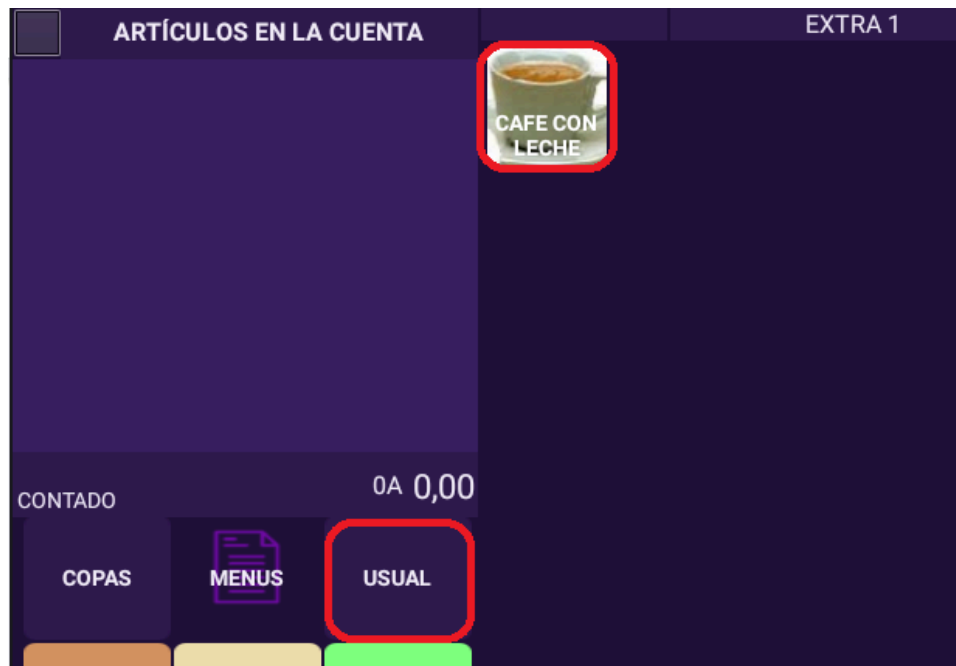 ARTÍCULOS EN LA CUENTA
EXTRA 1
CAFE CON
LECHE
CONTADO
0A 0,00
COPAS
MENUS
USUAL